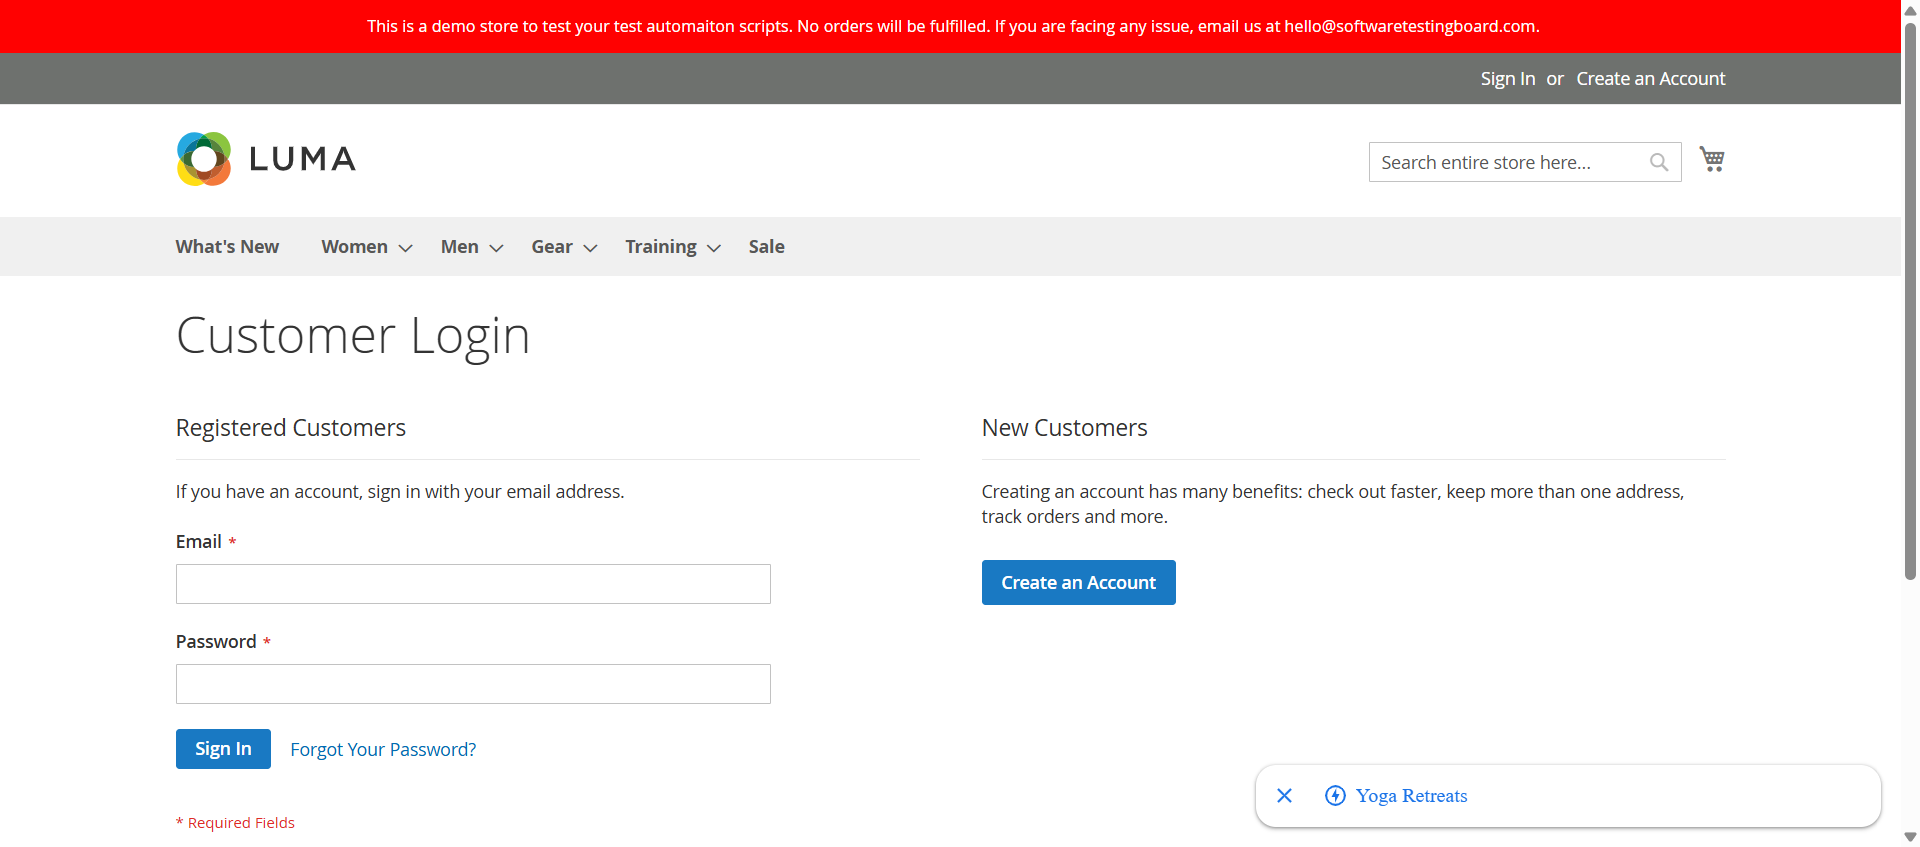 This is a demo store to test your test automaiton scripts. No orders will be fulfilled. If you are facing any issue, email us at hello@softwaretestingboard.com.
Sign In or Create an Account
LUMA
Search entire store here...
What's New Women Men Gear Training Sale
Customer Login
Registered Customers
If you have an account, sign in with your email address.
Email *
Password *
Sign In Forgot Your Password?
* Required Fields
New Customers
Creating an account has many benefits: check out faster, keep more than one address,
track orders and more.
Create an Account
Yoga Retreats